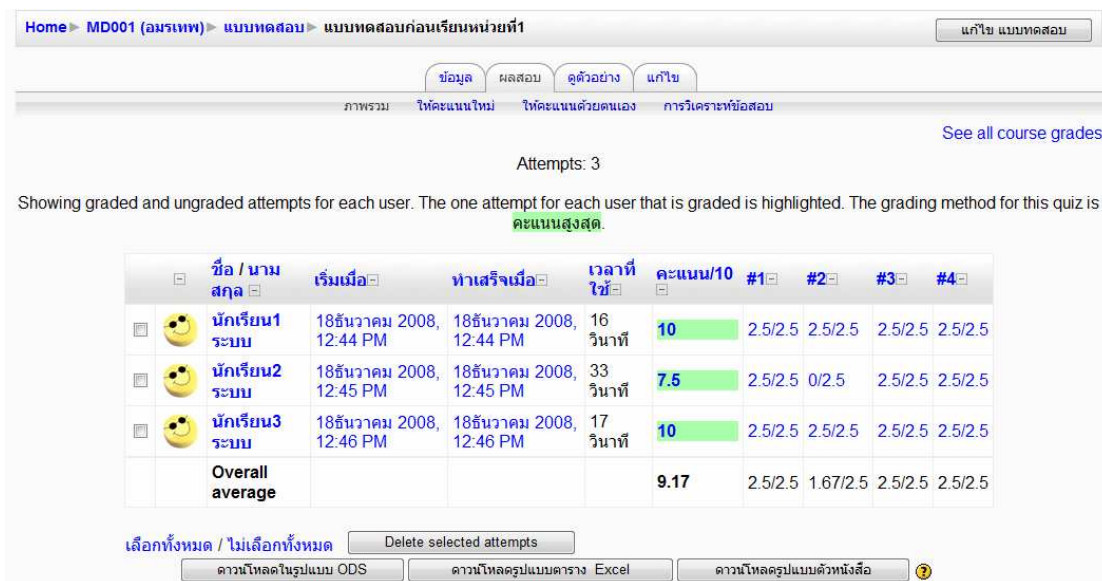 Home ► MD001 (อมรเทพ) ► แบบทดสอบ ► แบบทดสอบก่อนเรียนหน่วยที่1
แก้ไข แบบทดสอบ
ข้อมูล ผลสอบ ดูตัวอย่าง แก้ไข
ภาพรวม ให้คะแนนใหม่ ให้คะแนนด้วยตนเอง การวิเคราะห์ข้อสอบ
See all course grades
Attempts: 3
Showing graded and ungraded attempts for each user. The one attempt for each user that is graded is highlighted. The grading method for this quiz is
คะแนนสูงสุด.
ชื่อ / นาม เวลาที่
สกุล เริ่มเมื่อ ทำเสร็จเมื่อ ใช้ คะแนน/10 #1 #2 #3 #4
นักเรียน1 18ธันวาคม 2008, 18ธันวาคม 2008, 16
ระบบ 12:44 PM 12:44 PM วินาที 10 2.5/2.5 2.5/2.5 2.5/2.5 2.5/2.5
นักเรียน2 18ธันวาคม 2008, 18ธันวาคม 2008, 33
ระบบ 12:45 PM 12:45 PM วินาที 7.5 2.5/2.5 0/2.5 2.5/2.5 2.5/2.5
นักเรียน3 18ธันวาคม 2008, 18ธันวาคม 2008, 17
ระบบ 12:46 PM 12:46 PM วินาที 10 2.5/2.5 2.5/2.5 2.5/2.5 2.5/2.5
Overall
average 9.17 2.5/2.5 1.67/2.5 2.5/2.5 2.5/2.5
เลือกทั้งหมด / ไม่เลือกทั้งหมด Delete selected attempts
ดาวน์โหลดในรูปแบบ ODS ดาวน์โหลดรูปแบบตาราง Excel ดาวน์โหลดรูปแบบตัวหนังสือ ?